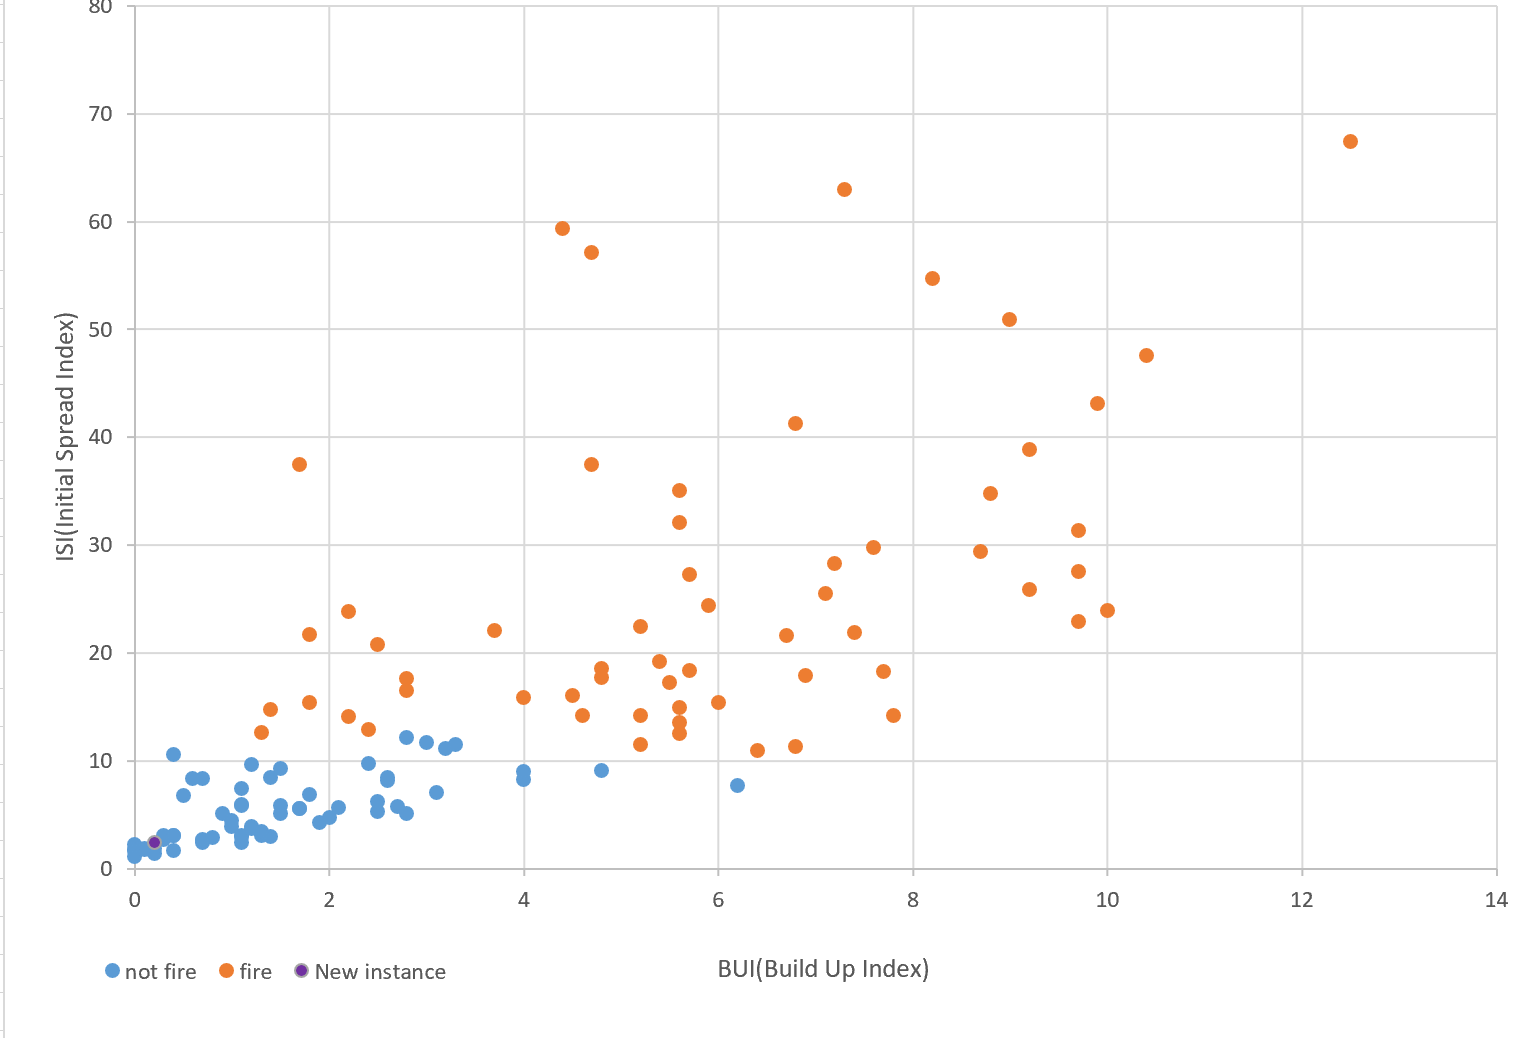 80
70
60
50
40
30
20
10
0
ISI(Initial Spread Index)
0 2 4 6 8 10 12 14
not fire fire New instance
BUI(Build Up Index)